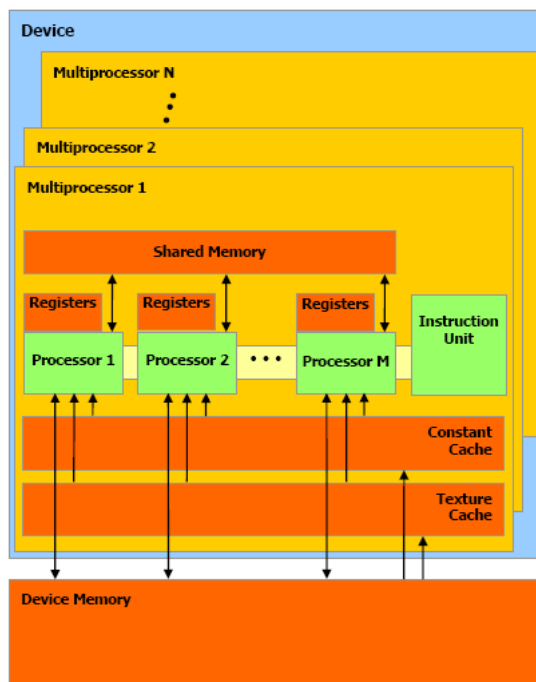 Device
Multiprocessor N
Multiprocessor 2
Multiprocessor 1
Shared Memory
Registers
Registers
Registers
Processor 1
Processor 2
Processor M
Instruction
Unit
Constant
Cache
Texture
Cache
Device Memory